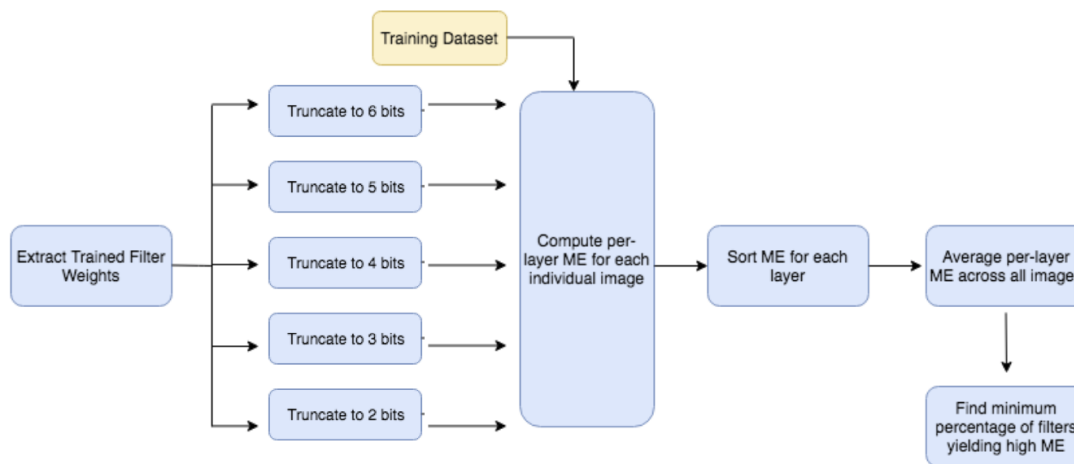 Training Dataset
Truncate to 6 bits
Truncate to 5 bits
Extract Trained Filter
Weights
Truncate to 4 bits
Truncate to 3 bits
Truncate to 2 bits
Compute per-
layer ME for each
individual image
Sort ME for each
layer
Average per-layer
ME across all image
Find minimum
percentage of filters
yielding high ME